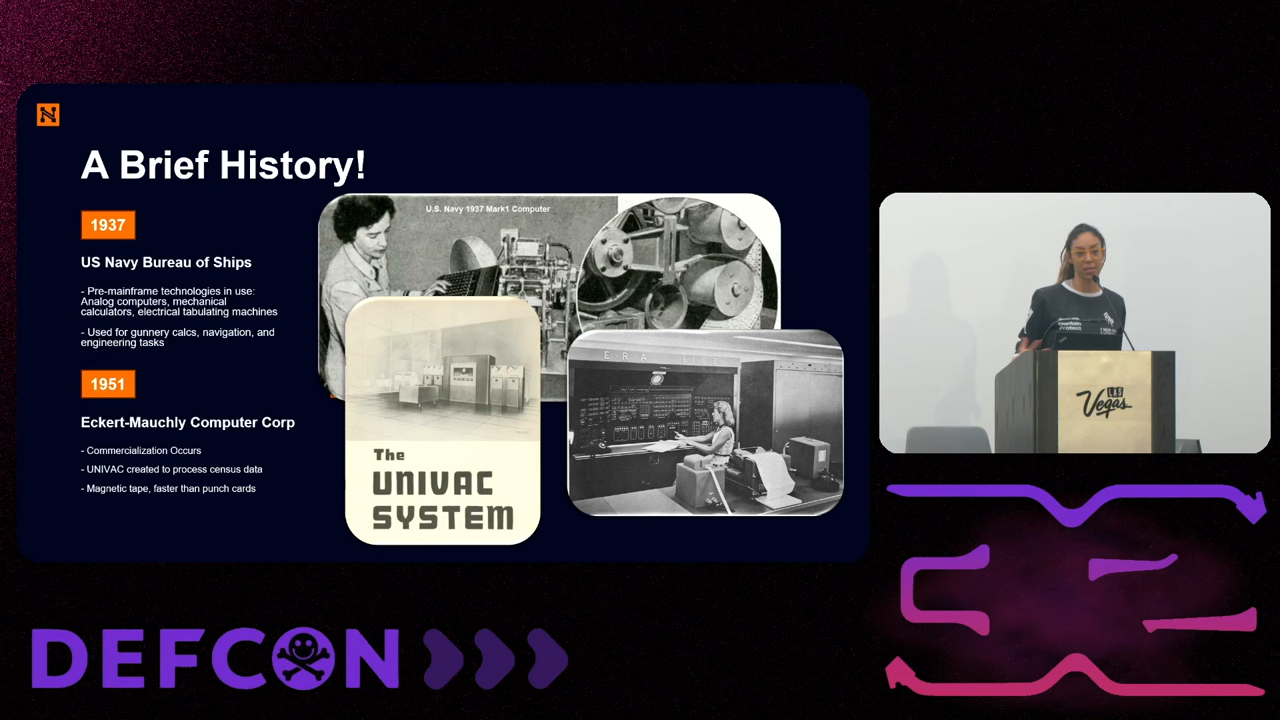 N
A Brief History!
1937
US Navy Bureau of Ships
- Pre-mainframe technologies in use:
Analog computers, mechanical
calculators, electrical tabulating machines
- Used for gunnery calcs, navigation, and
engineering tasks
1951
Eckert-Mauchly Computer Corp
- Commercialization Occurs
- UNIVAC created to process census data
- Magnetic tape, faster than punch cards
U.S. Navy 1937 Mark1 Computer
The
UNIVAC
SYSTEM
LAS
Vegas
DEFCON